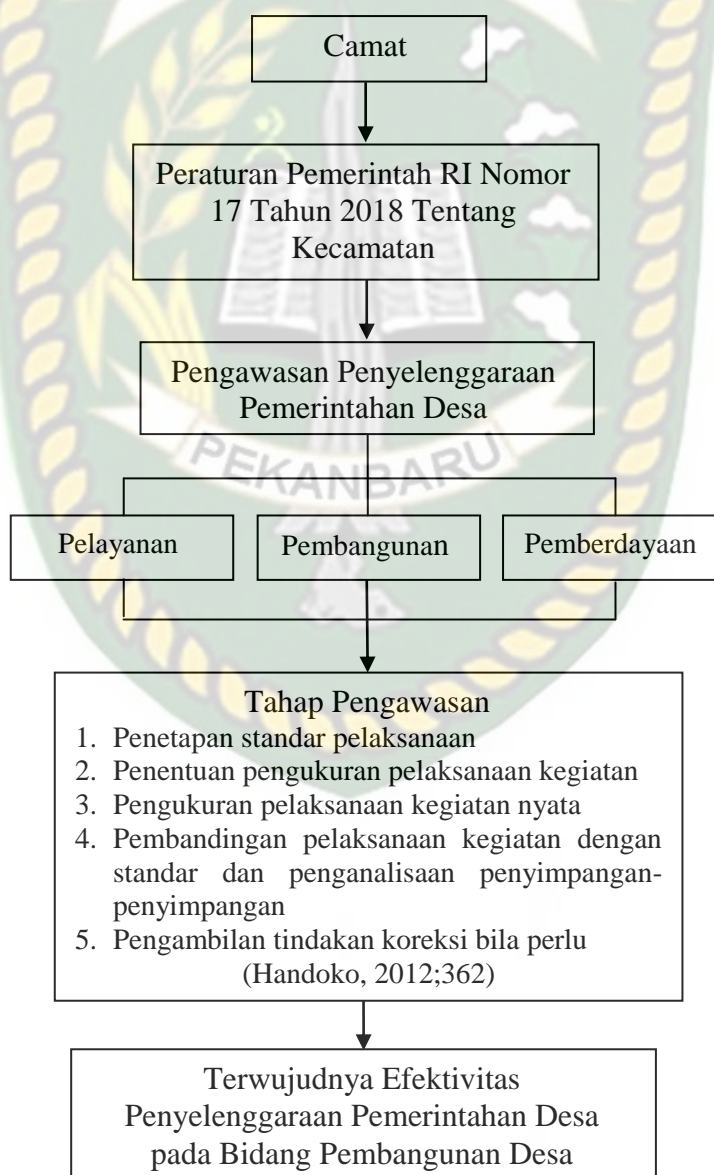 Camat
Peraturan Pemerintah RI Nomor
17 Tahun 2018 Tentang
Kecamatan
Pengawasan Penyelenggaraan
Pemerintahan Desa
PEKANBARU
Pelayanan
Pembangunan
Pemberdayaan
Tahap Pengawasan
1. Penetapan standar pelaksanaan
2. Penentuan pengukuran pelaksanaan kegiatan
3. Pengukuran pelaksanaan kegiatan nyata
4. Pembandingan pelaksanaan kegiatan dengan
standar dan penganalisaan penyimpangan-
penyimpangan
5. Pengambilan tindakan koreksi bila perlu
(Handoko, 2012;362)
Terwujudnya Efektivitas
Penyelenggaraan Pemerintahan Desa
pada Bidang Pembangunan Desa